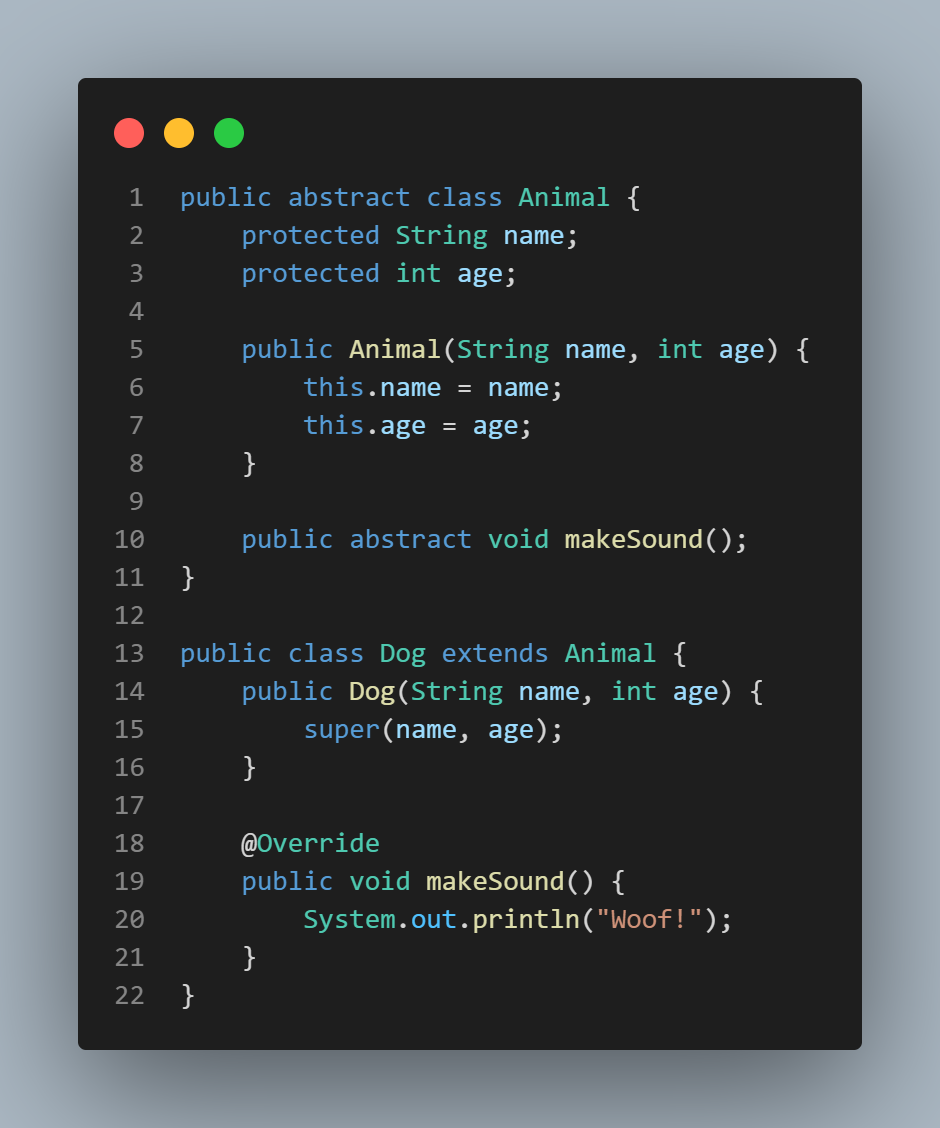 1 public abstract class Animal {
2     protected String name;
3     protected int age;
4
5     public Animal(String name, int age) {
6         this.name = name;
7         this.age = age;
8     }
9
10     public abstract void makeSound();
11 }
12
13 public class Dog extends Animal {
14     public Dog(String name, int age) {
15         super(name, age);
16     }
17
18     @Override
19     public void makeSound() {
20         System.out.println("Woof!");
21     }
22 }